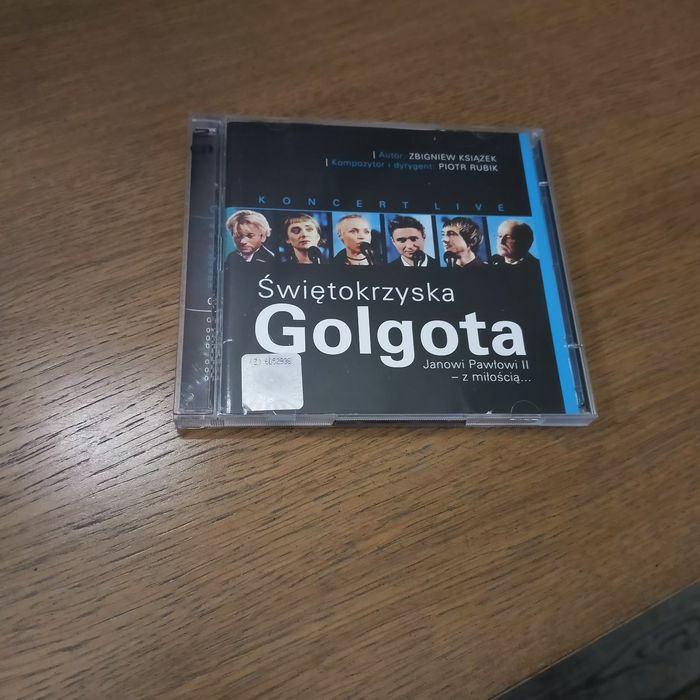 | Autor: ZBIGNIEW KSIĄŻEK
| Kompozytor i dyrygent: PIOTR RUBIK
KONCERT LIVE
Świętokrzyska
Golgota
Janowi Pawłowi II
– z miłością...